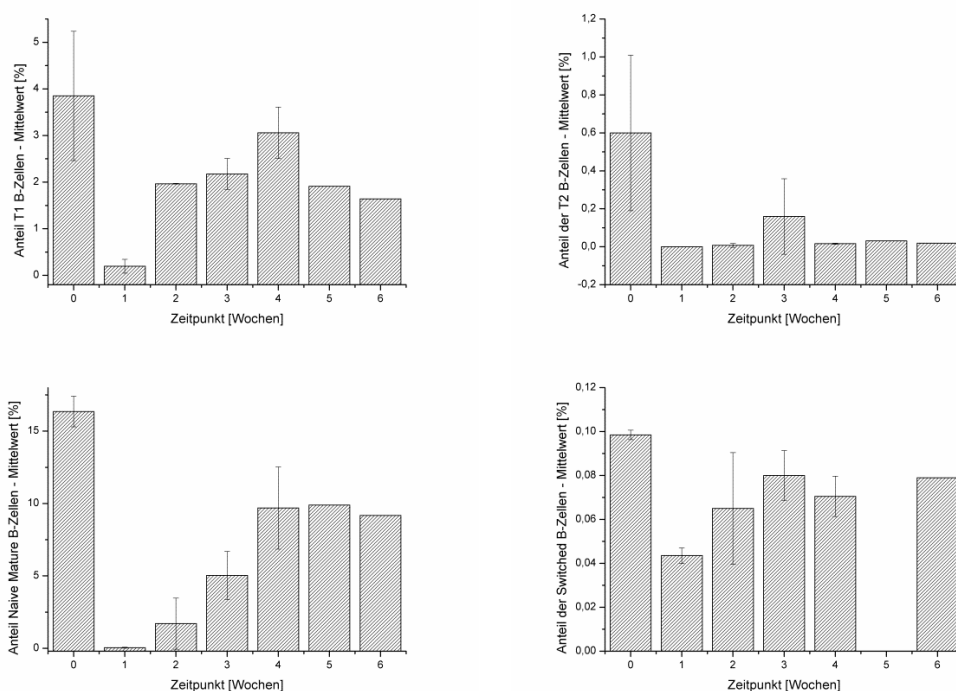 Anteil T1 B-Zellen - Mittelwert [%]
5
4
3
2
1
0
0 1 2 3 4 5 6
Zeitpunkt [Wochen]
Anteil der T2 B-Zellen - Mittelwert [%]
1,2
1,0
0,8
0,6
0,4
0,2
0,0
-0,2
0 1 2 3 4 5 6
Zeitpunkt [Wochen]
Anteil Naive Mature B-Zellen - Mittelwert [%]
15
10
5
0
0 1 2 3 4 5 6
Zeitpunkt [Wochen]
Anteil der Switched B-Zellen - Mittelwert [%]
0,12
0,10
0,08
0,06
0,04
0,02
0,00
0 1 2 3 4 5 6
Zeitpunkt [Wochen]